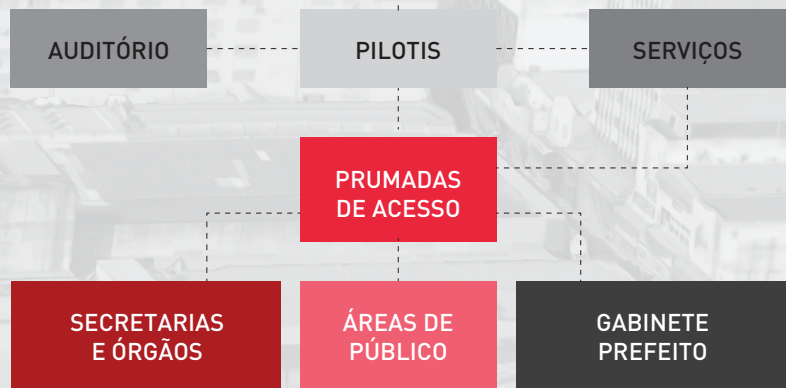 AUDITÓRIO
PILOTIS
SERVIÇOS
PRUMADAS
DE ACESSO
SECRETARIAS
E ÓRGÃOS
ÁREAS DE
PÚBLICO
GABINETE
PREFEITO